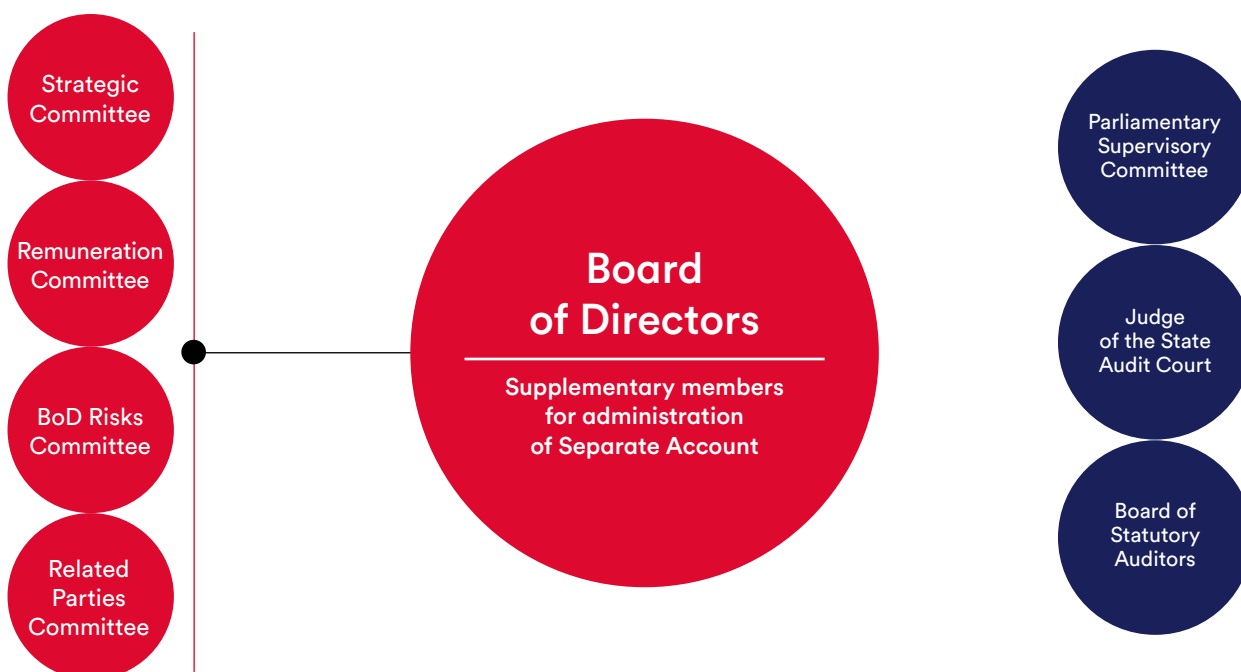 Strategic
Committee
Remuneration
Committee
BoD Risks
Committee
Related
Parties
Committee
Board
of Directors
Supplementary members
for administration
of Separate Account
Parliamentary
Supervisory
Committee
Judge
of the State
Audit Court
Board of
Statutory
Auditors